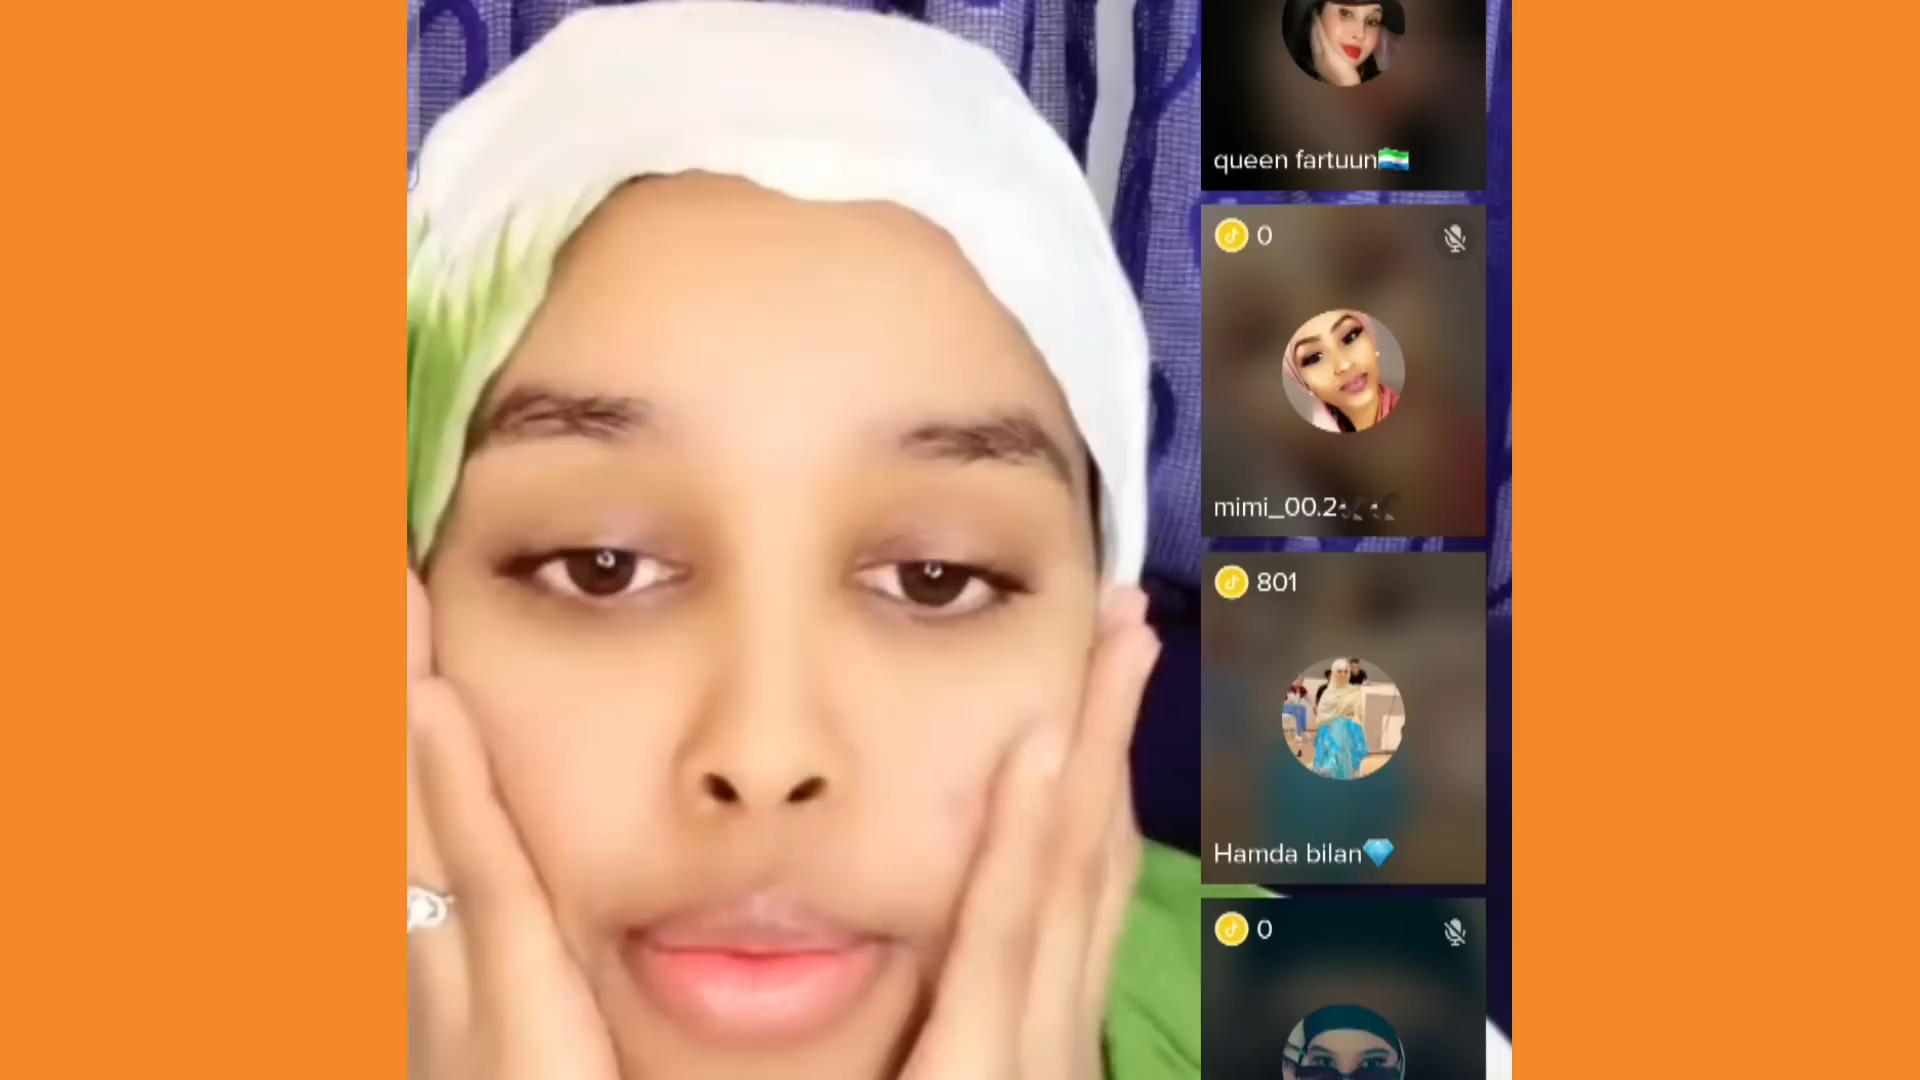 queen fartuun🇸🇱
0
mimi_00.2🕊🕊
801
Hamda bilan💎
0